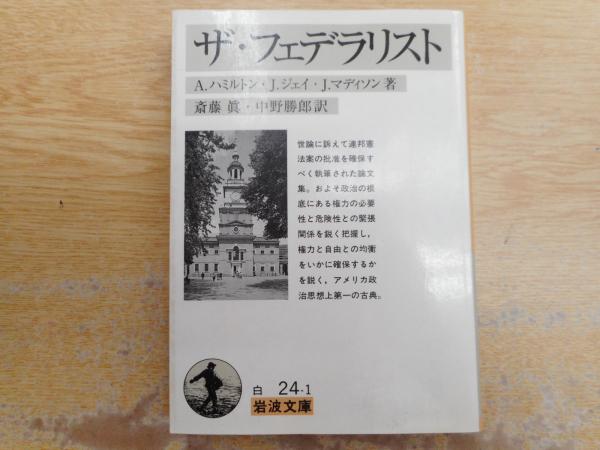 ザ・フェデラリスト
A.ハミルトン・J.ジェイ・J.マディソン著
斎藤 眞・中野勝郎訳
世論に訴えて連邦憲
法案の批准を確保す
べく執筆された論文
集。およそ政治の根
底にある権力の必要
性と危険性との緊張
関係を鋭く把握し，
権力と自由との均衡
をいかに確保するか
を説く，アメリカ政
治思想上第一の古典。
白 24-1
岩波文庫